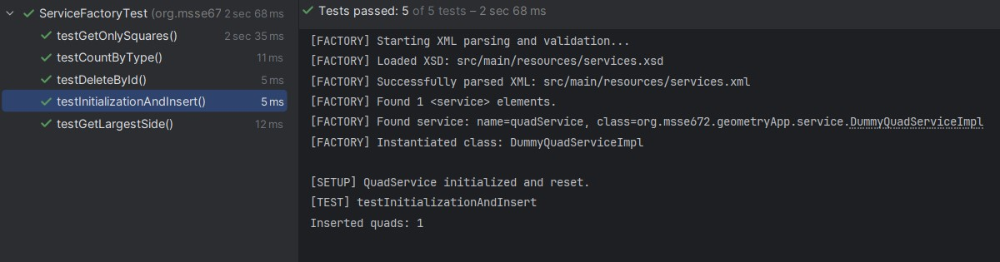 ServiceFactoryTest (org.msse67 2 sec 68 ms
testGetOnlySquares() 2 sec 35 ms
testCountByType() 11 ms
testDeleteById() 5 ms
testInitializationAndInsert() 5 ms
testGetLargestSide() 12 ms
Tests passed: 5 of 5 tests – 2 sec 68 ms
[FACTORY] Starting XML parsing and validation...
[FACTORY] Loaded XSD: src/main/resources/services.xsd
[FACTORY] Successfully parsed XML: src/main/resources/services.xml
[FACTORY] Found 1 <service> elements.
[FACTORY] Found service: name=quadService, class=org.msse672.geometryApp.service.DummyQuadServiceImpl
[FACTORY] Instantiated class: DummyQuadServiceImpl
[SETUP] QuadService initialized and reset.
[TEST] testInitializationAndInsert
Inserted quads: 1